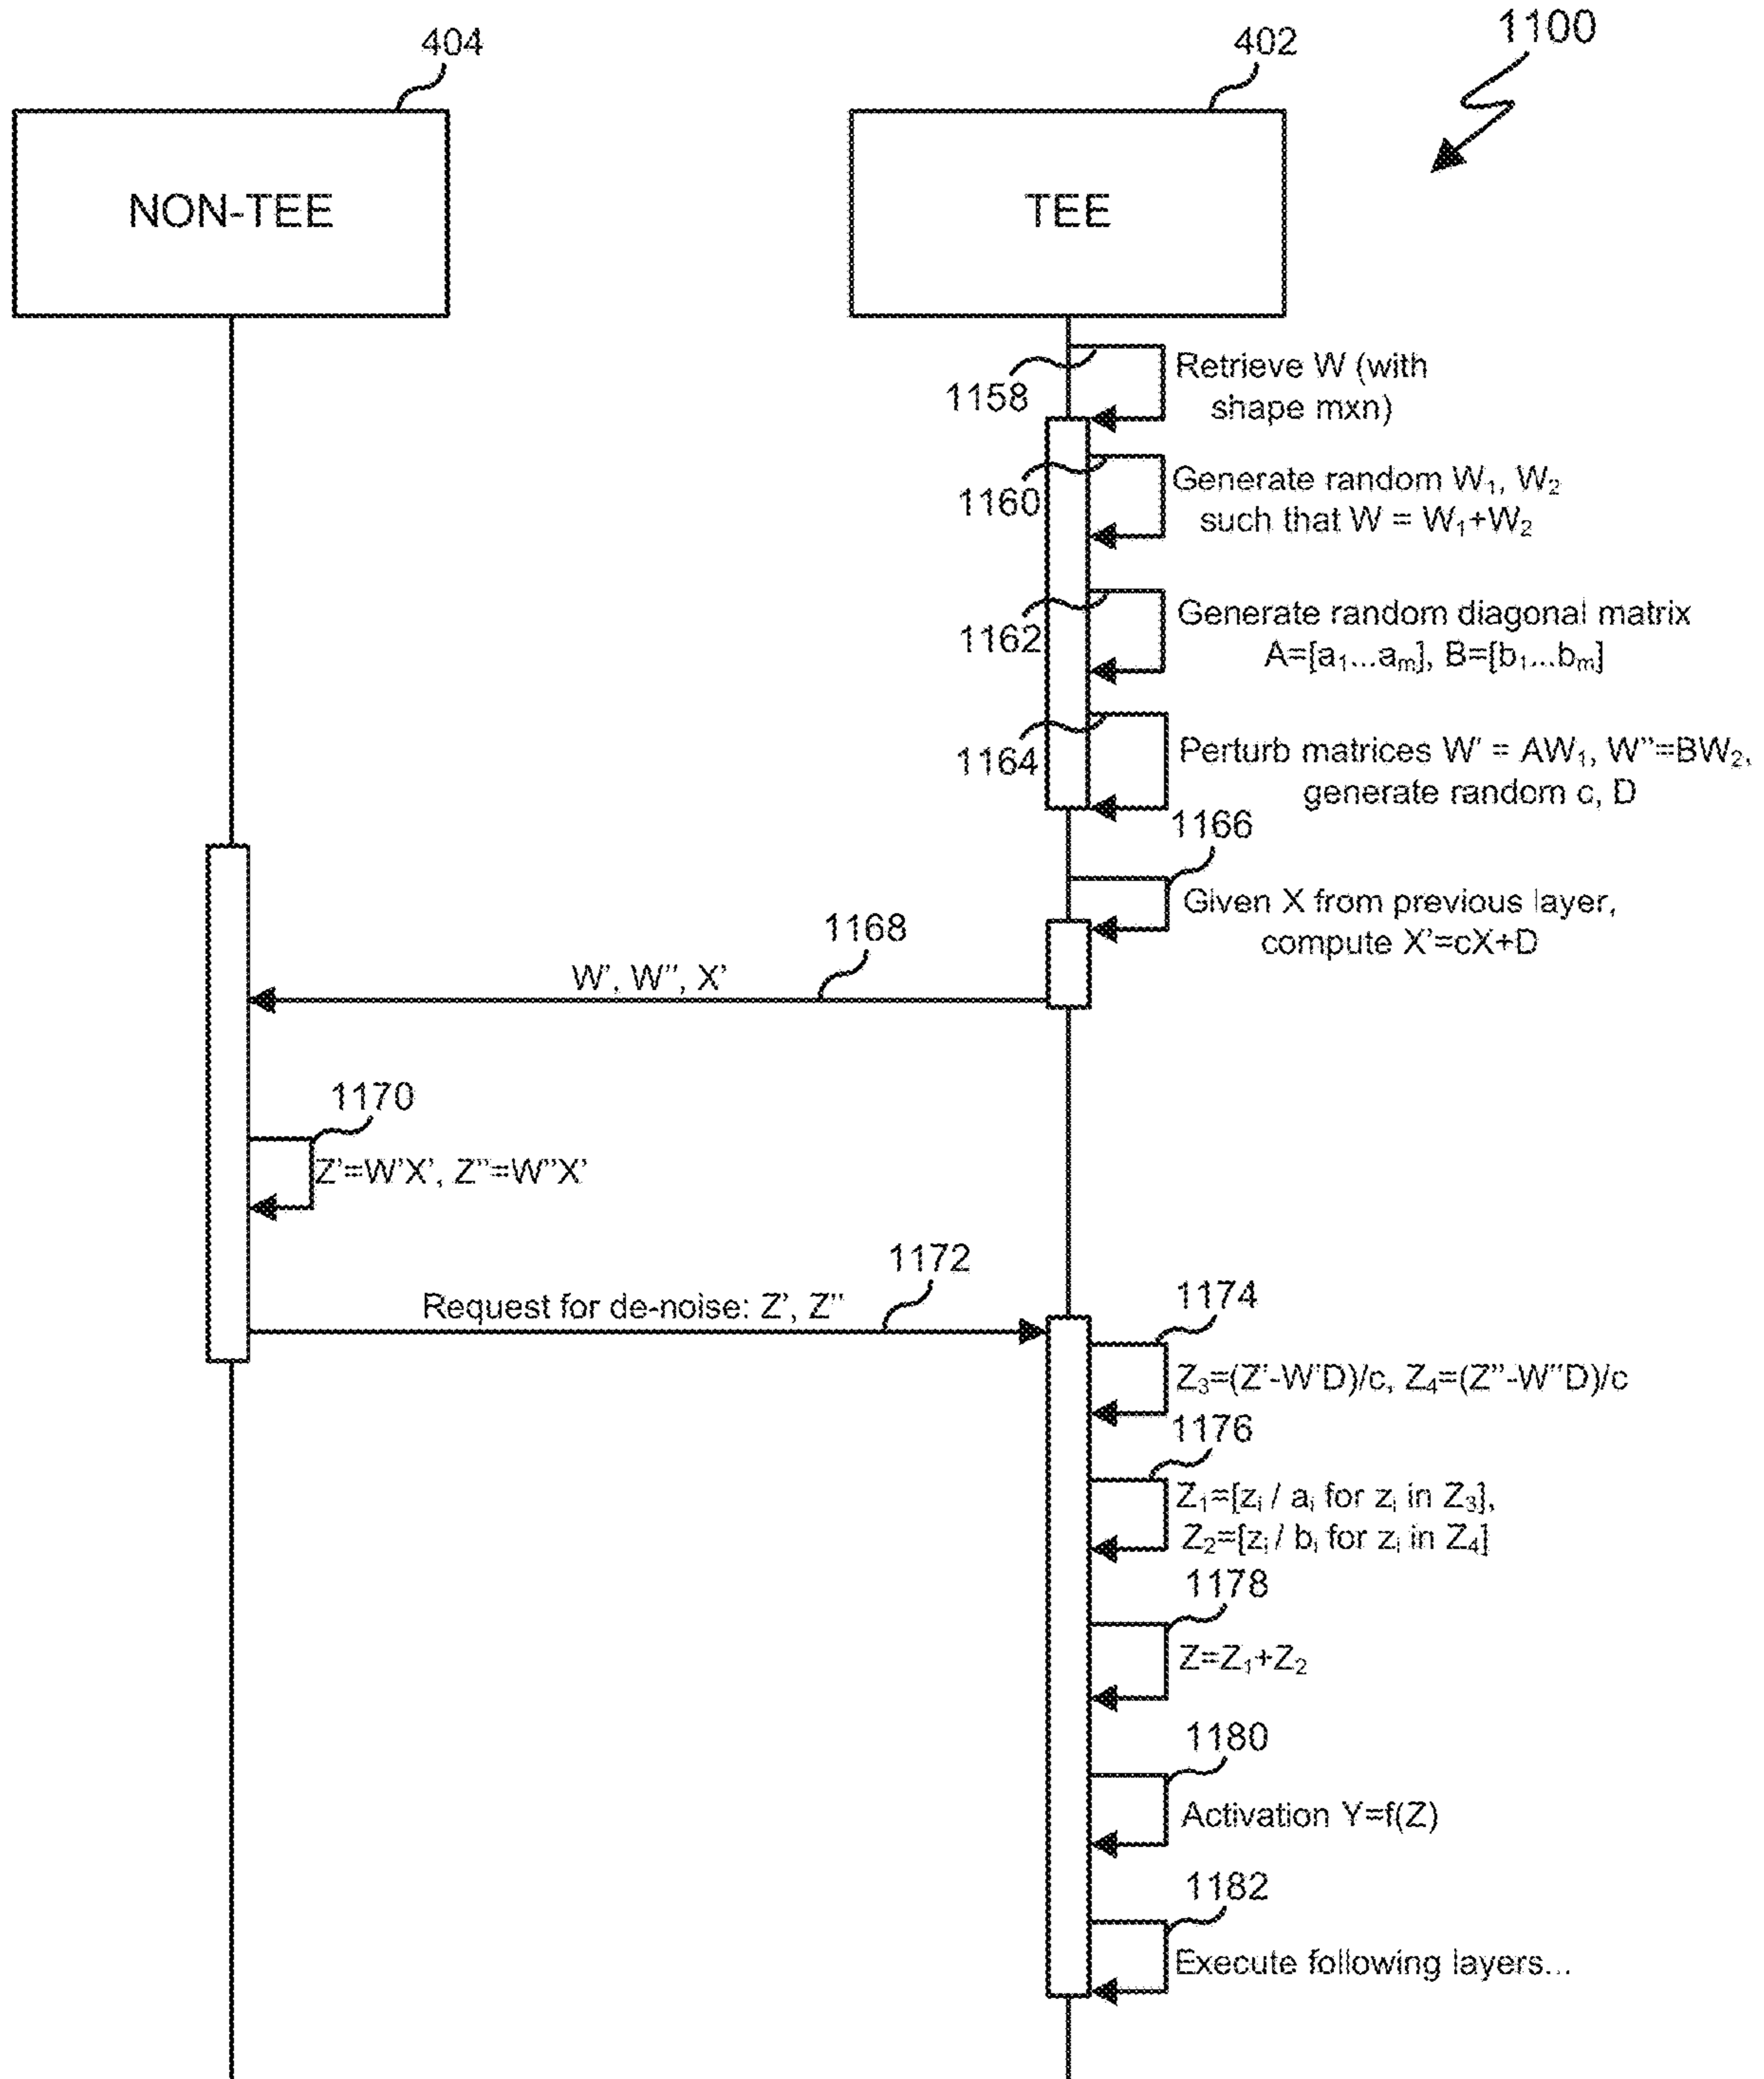 404
402
1100
NON-TEE
TEE
1158
Retrieve W (with
shape mxn)
1160
Generate random W₁, W₂
such that W = W₁+W₂
1162
Generate random diagonal matrix
A=[a₁...aₘ], B=[b₁...bₘ]
1164
Perturb matrices W' = AW₁, W''=BW₂,
generate random c, D
1166
Given X from previous layer,
compute X'=cX+D
1168
W', W'', X'
1170
Z'=W'X', Z''=W''X'
1172
Request for de-noise: Z', Z''
1174
Z₃=(Z'-W'D)/c, Z₄=(Z''-W''D)/c
1176
Z₁=[zᵢ / aᵢ for zᵢ in Z₃],
Z₂=[zᵢ / bᵢ for zᵢ in Z₄]
1178
Z=Z₁+Z₂
1180
Activation Y=f(Z)
1182
Execute following layers...